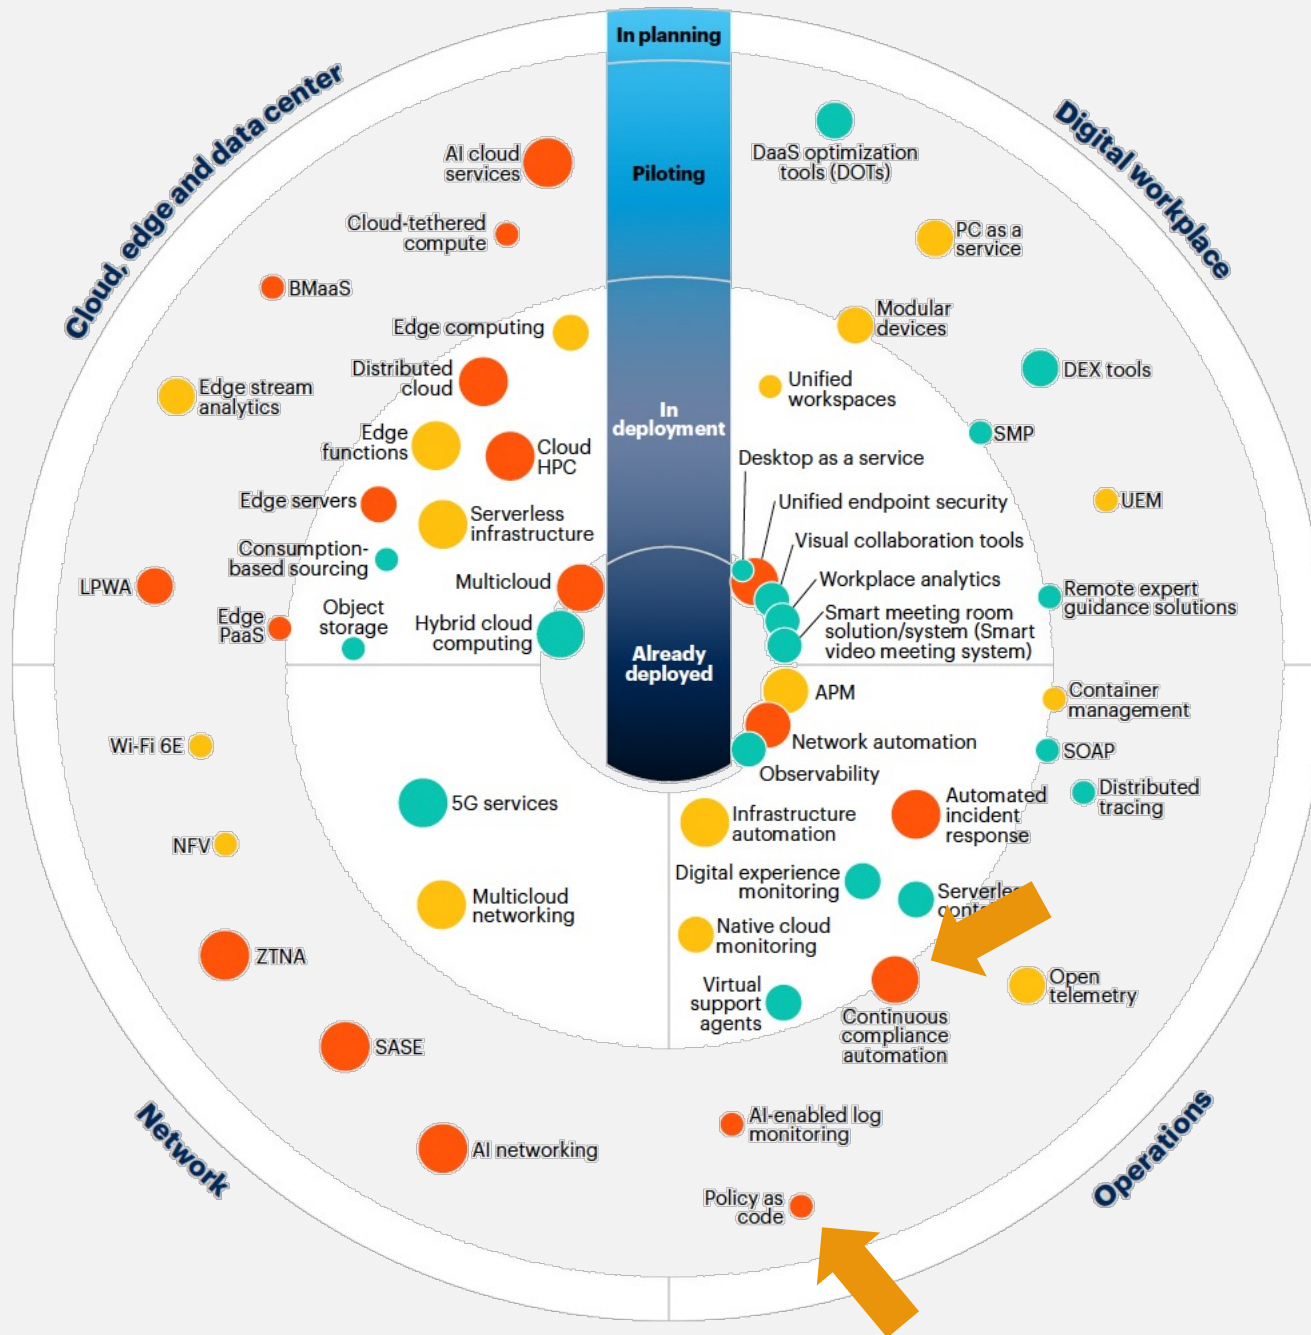 In planning
Piloting
In
deployment
Already
deployed
Cloud, edge and data center
AI cloud
services
Cloud-tethered
compute
BMaaS
Edge computing
Distributed
cloud
Edge stream
analytics
Edge
functions
Cloud
HPC
Edge servers
Serverless
infrastructure
Consumption-
based sourcing
LPWA
Multicloud
Edge
PaaS
Object
storage
Hybrid cloud
computing
Digital workplace
DaaS optimization
tools (DOTs)
PC as a
service
Modular
devices
DEX tools
Unified
workspaces
SMP
Desktop as a service
UEM
Unified endpoint security
Visual collaboration tools
Workplace analytics
Remote expert
guidance solutions
Smart meeting room
solution/system (Smart
video meeting system)
Network
Wi-Fi 6E
5G services
NFV
Multicloud
networking
ZTNA
SASE
AI networking
Operations
APM
Container
management
Network automation
SOAP
Observability
Distributed
tracing
Infrastructure
automation
Automated
incident
response
Digital experience
monitoring
Native cloud
monitoring
Open
telemetry
Virtual
support
agents
Continuous
compliance
automation
AI-enabled log
monitoring
Policy as
code